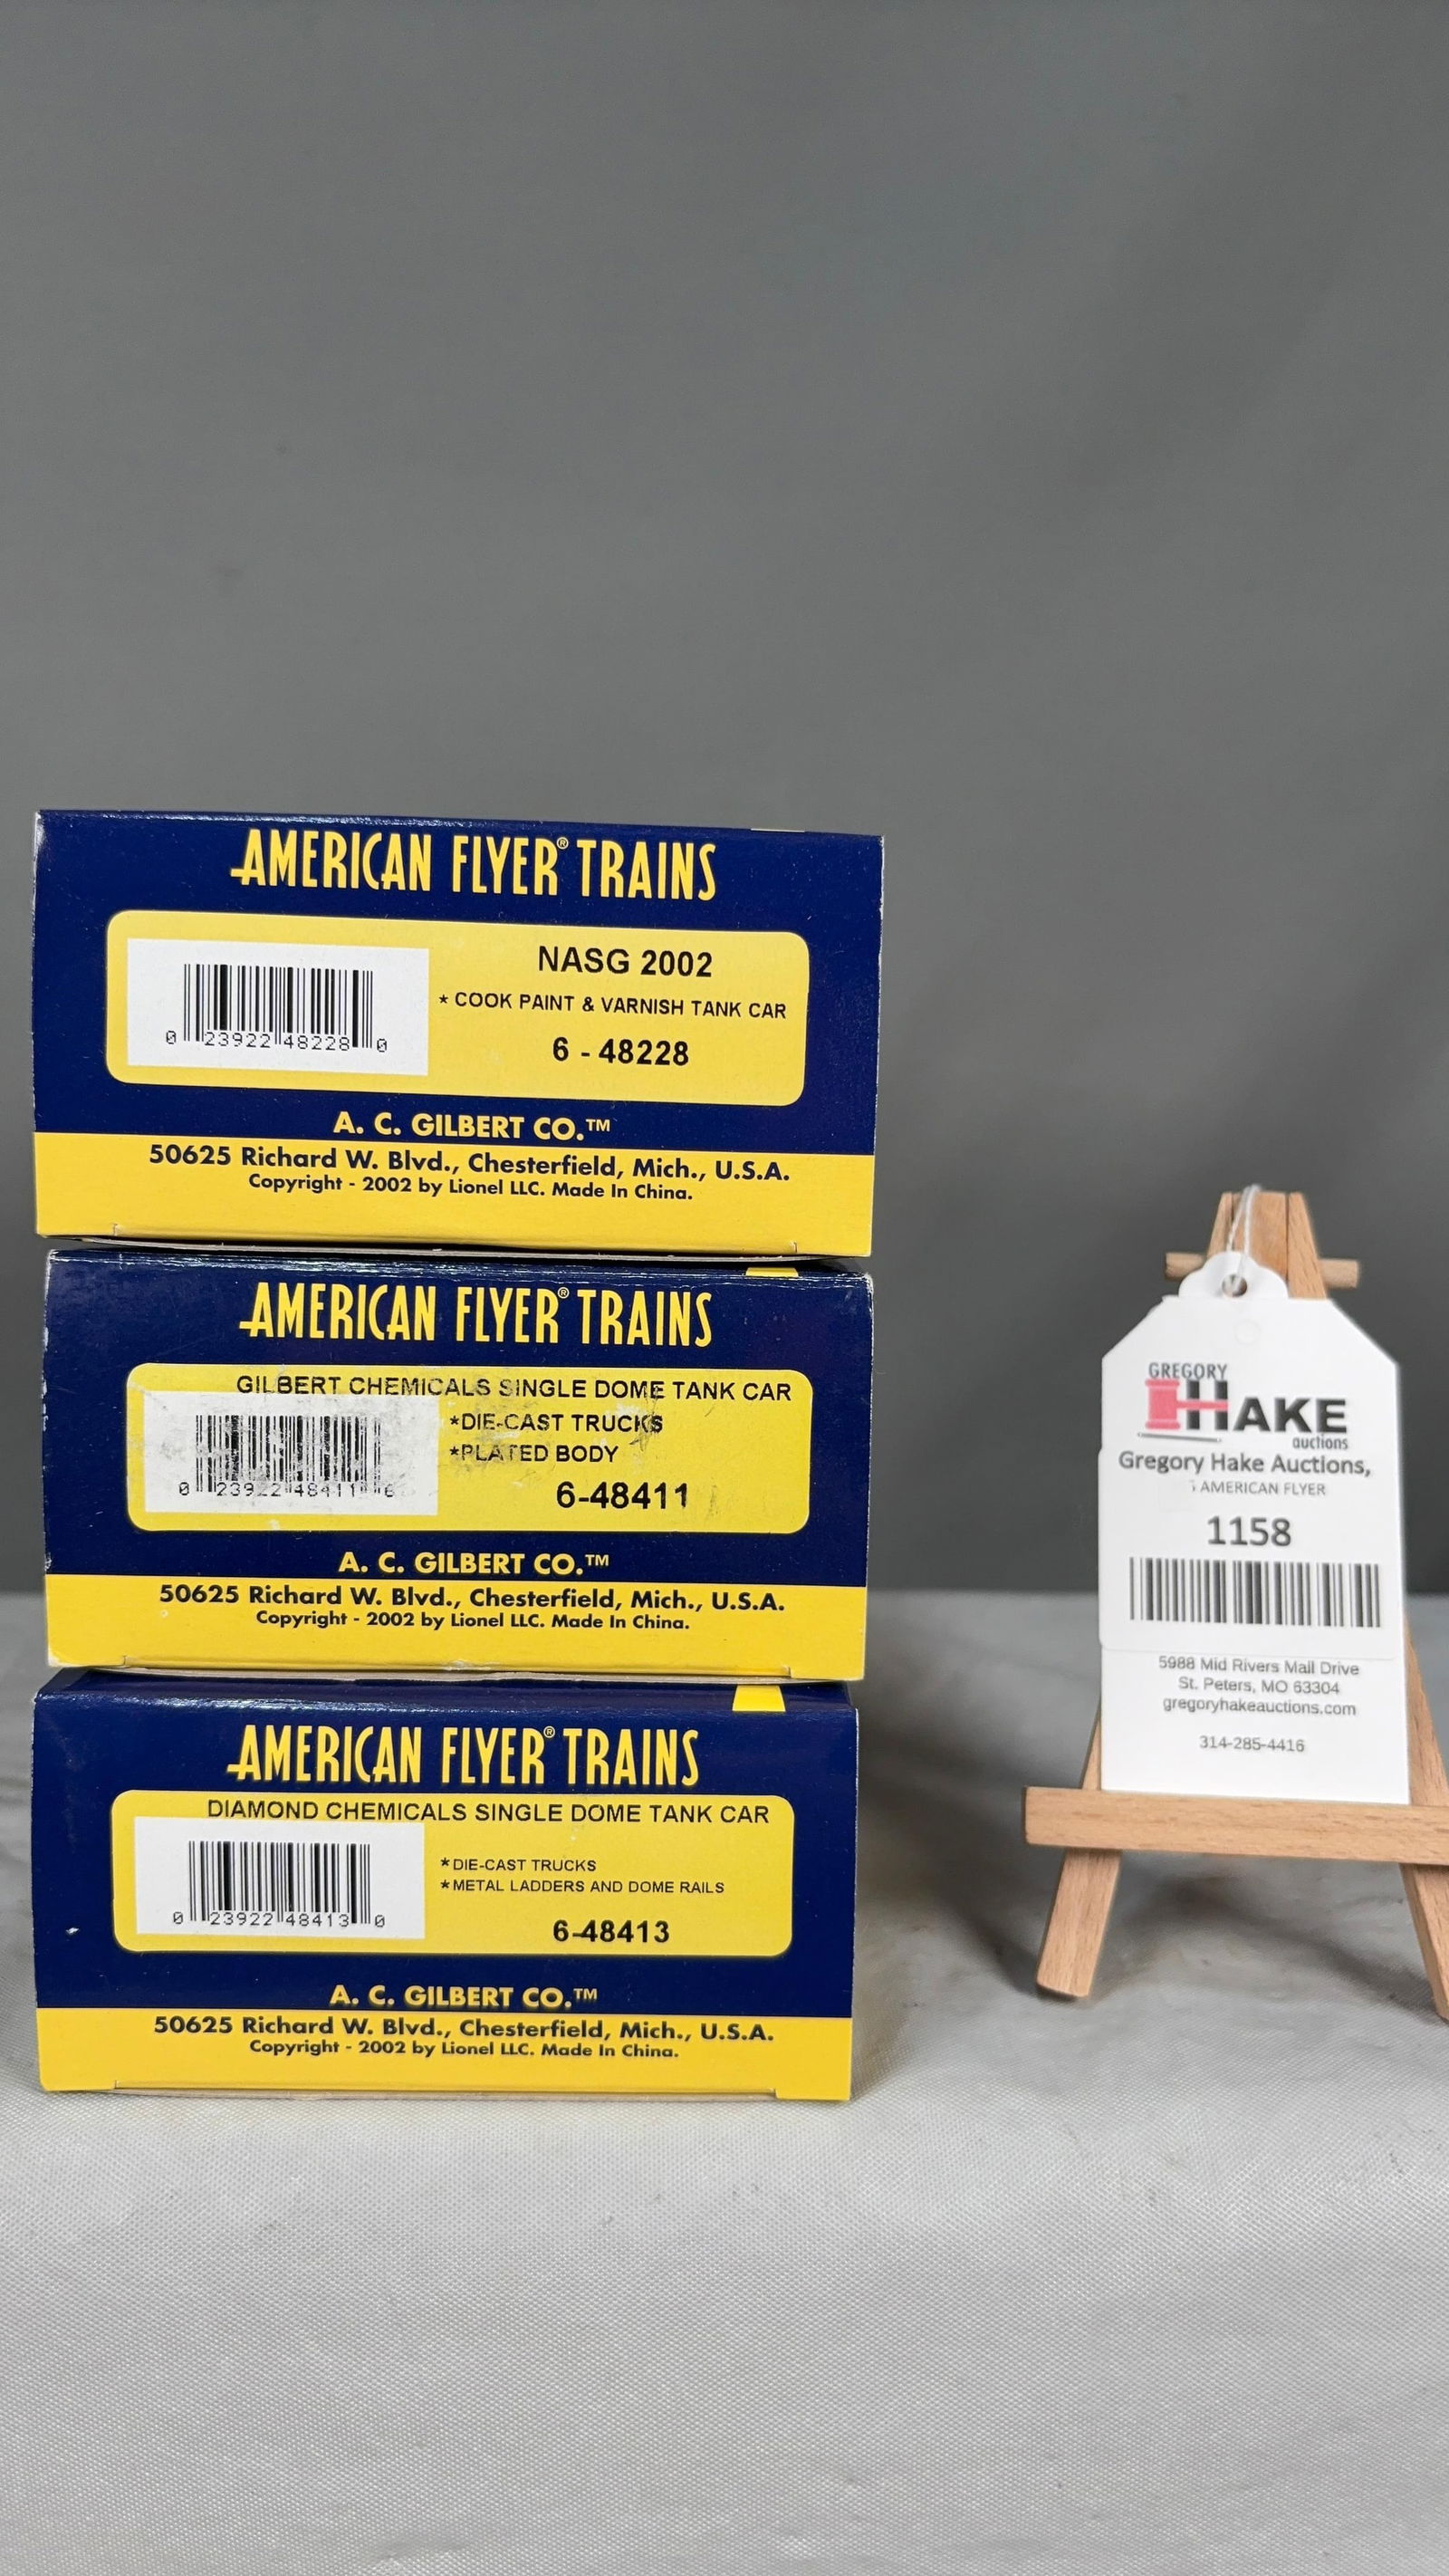 AMERICAN FLYER® TRAINS
NASG 2002
* COOK PAINT & VARNISH TANK CAR
6 - 48228
0 23922 48228 0
A. C. GILBERT CO.™
50625 Richard W. Blvd., Chesterfield, Mich., U.S.A.
Copyright - 2002 by Lionel LLC. Made In China.
AMERICAN FLYER® TRAINS
GILBERT CHEMICALS SINGLE DOME TANK CAR
*DIE-CAST TRUCKS
*PLATED BODY
6-48411
0 23922 48411 6
A. C. GILBERT CO.™
50625 Richard W. Blvd., Chesterfield, Mich., U.S.A.
Copyright - 2002 by Lionel LLC. Made In China.
AMERICAN FLYER® TRAINS
DIAMOND CHEMICALS SINGLE DOME TANK CAR
*DIE-CAST TRUCKS
*METAL LADDERS AND DOME RAILS
6-48413
0 23922 48413 0
A. C. GILBERT CO.™
50625 Richard W. Blvd., Chesterfield, Mich., U.S.A.
Copyright - 2002 by Lionel LLC. Made In China.
GREGORY
HAKE
auctions
Gregory Hake Auctions,
AMERICAN FLYER
1158
5988 Mid Rivers Mall Drive
St. Peters, MO 63304
gregoryhakeauctions.com
314-285-4416